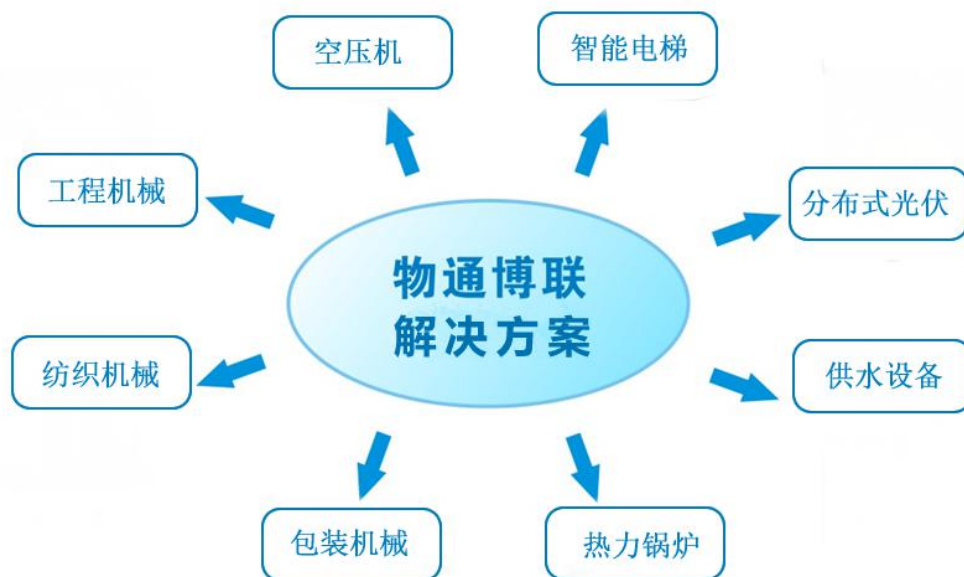 空压机
智能电梯
工程机械
分布式光伏
物通博联
解决方案
纺织机械
供水设备
包装机械
热力锅炉